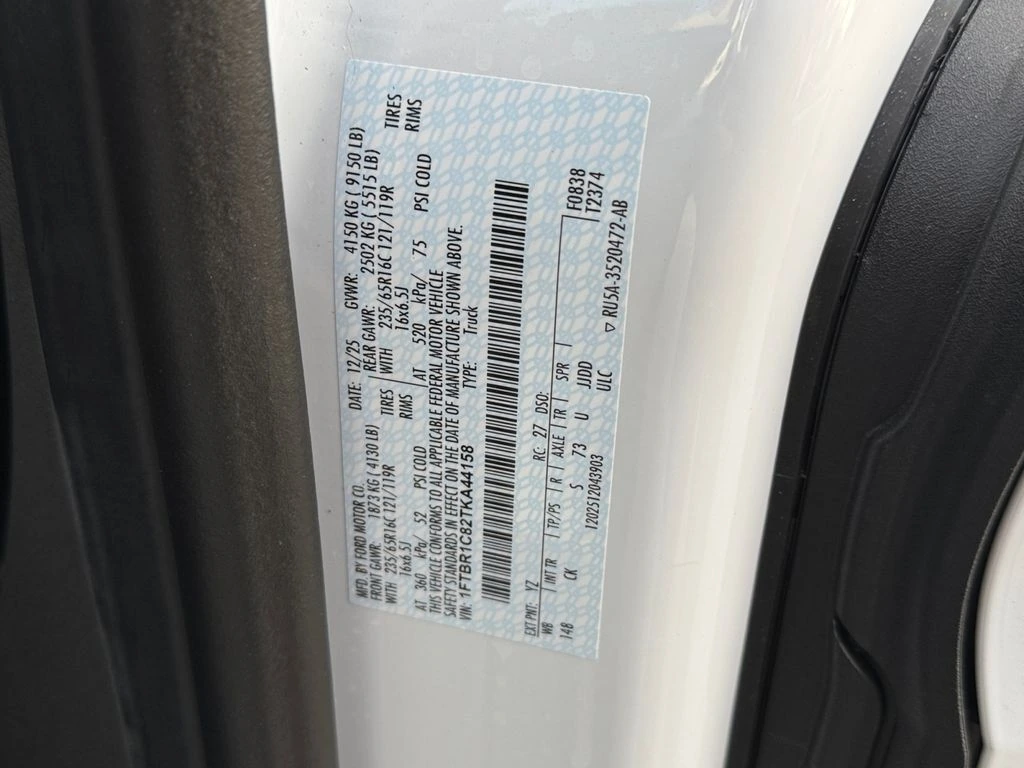 MFD. BY FORD MOTOR CO.
DATE: 12/25 GVWR: 4150 KG ( 9150 LB)
FRONT GAWR: 1873 KG ( 4130 LB) REAR GAWR: 2502 KG ( 5515 LB)
WITH 235/65R16C 121/119R TIRES WITH 235/65R16C 121/119R TIRES
16x6.5J RIMS 16x6.5J RIMS
AT 360 kPa/ 52 PSI COLD AT 520 kPa/ 75 PSI COLD
THIS VEHICLE CONFORMS TO ALL APPLICABLE FEDERAL MOTOR VEHICLE
SAFETY STANDARDS IN EFFECT ON THE DATE OF MANUFACTURE SHOWN ABOVE.
VIN: 1FTBR1C82TKA44158 TYPE: Truck
EXT PNT: YZ RC: 27 DSO: F0838
WB INT TR TP/PS R AXLE TR SPR T2374
148 CK S 73 U JJDD
1202512043903 ULC ▽ RU5A-3520472-AB